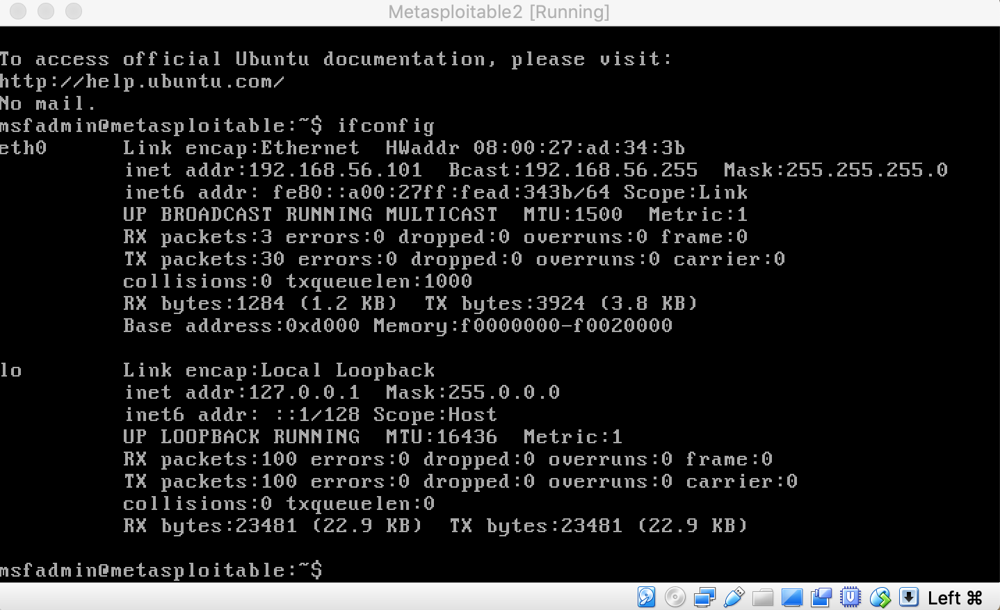 Metasploitable2 [Running]
To access official Ubuntu documentation, please visit:
http://help.ubuntu.com/
No mail.
msfadmin@metasploitable:~$ ifconfig
eth0      Link encap:Ethernet  HWaddr 08:00:27:ad:34:3b
          inet addr:192.168.56.101  Bcast:192.168.56.255  Mask:255.255.255.0
          inet6 addr: fe80::a00:27ff:fead:343b/64 Scope:Link
          UP BROADCAST RUNNING MULTICAST  MTU:1500  Metric:1
          RX packets:3 errors:0 dropped:0 overruns:0 frame:0
          TX packets:30 errors:0 dropped:0 overruns:0 carrier:0
          collisions:0 txqueuelen:1000
          RX bytes:1284 (1.2 KB)  TX bytes:3924 (3.8 KB)
          Base address:0xd000 Memory:f0000000-f0020000
lo        Link encap:Local Loopback
          inet addr:127.0.0.1  Mask:255.0.0.0
          inet6 addr: ::1/128 Scope:Host
          UP LOOPBACK RUNNING  MTU:16436  Metric:1
          RX packets:100 errors:0 dropped:0 overruns:0 frame:0
          TX packets:100 errors:0 dropped:0 overruns:0 carrier:0
          collisions:0 txqueuelen:0
          RX bytes:23481 (22.9 KB)  TX bytes:23481 (22.9 KB)
msfadmin@metasploitable:~$
Left ⌘